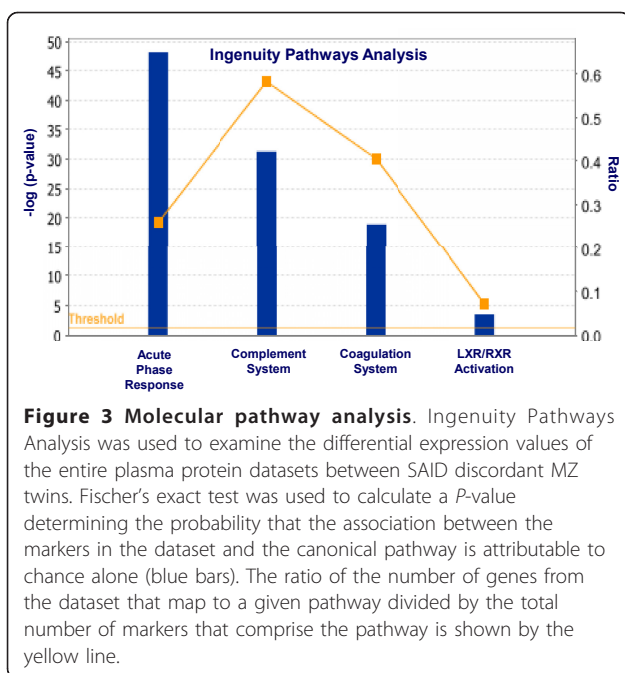 Ingenuity Pathways Analysis
-log (p-value)
50
45
40
35
30
25
20
15
10
5
0
Threshold
Ratio
0.6
0.5
0.4
0.3
0.2
0.1
0.0
Acute
Phase
Response
Complement
System
Coagulation
System
LXR/RXR
Activation
Figure 3 Molecular pathway analysis. Ingenuity Pathways
Analysis was used to examine the differential expression values of
the entire plasma protein datasets between SAID discordant MZ
twins. Fischer's exact test was used to calculate a P-value
determining the probability that the association between the
markers in the dataset and the canonical pathway is attributable to
chance alone (blue bars). The ratio of the number of genes from
the dataset that map to a given pathway divided by the total
number of markers that comprise the pathway is shown by the
yellow line.